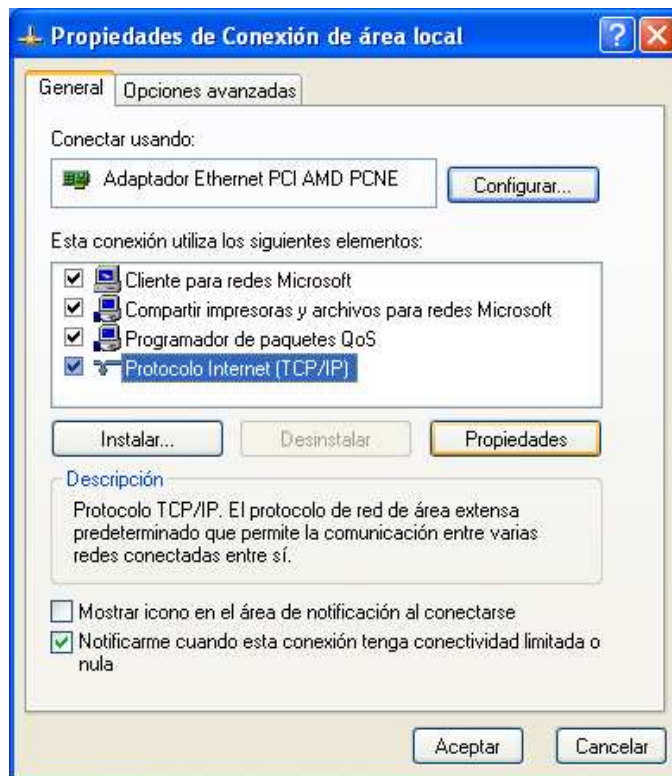 Propiedades de Conexión de área local
General
Opciones avanzadas
Conectar usando:
Adaptador Ethernet PCI AMD PCNE
Configurar...
Esta conexión utiliza los siguientes elementos:
Cliente para redes Microsoft
Compartir impresoras y archivos para redes Microsoft
Programador de paquetes QoS
Protocolo Internet (TCP/IP)
Instalar...
Desinstalar
Propiedades
Descripción
Protocolo TCP/IP. El protocolo de red de área extensa
predeterminado que permite la comunicación entre varias
redes conectadas entre sí.
Mostrar icono en el área de notificación al conectarse
Notificarme cuando esta conexión tenga conectividad limitada o
nula
Aceptar
Cancelar